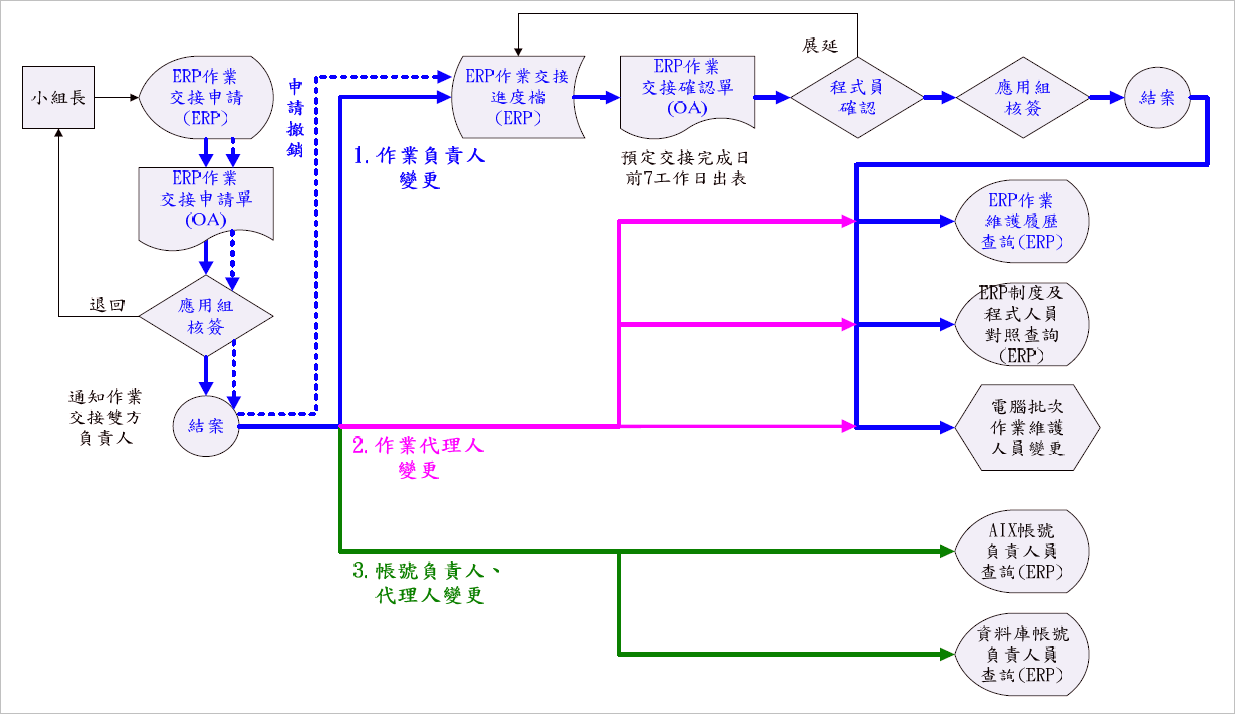 小組長
ERP作業
交接申請
(ERP)
ERP作業
交接申請單
(OA)
應用組
核簽
退回
結案
通知作業
交接雙方
負責人
申
請
撤
銷
1.作業負責人
變更
ERP作業交接
進度檔
(ERP)
ERP作業
交接確認單
(OA)
預定交接完成日
前7工作日出表
展延
程式員
確認
應用組
核簽
結案
ERP作業
維護履歷
查詢(ERP)
ERP制度及
程式人員
對照查詢
(ERP)
電腦批次
作業維護
人員變更
2.作業代理人
變更
3.帳號負責人、
代理人變更
AIX帳號
負責人員
查詢(ERP)
資料庫帳號
負責人員
查詢(ERP)